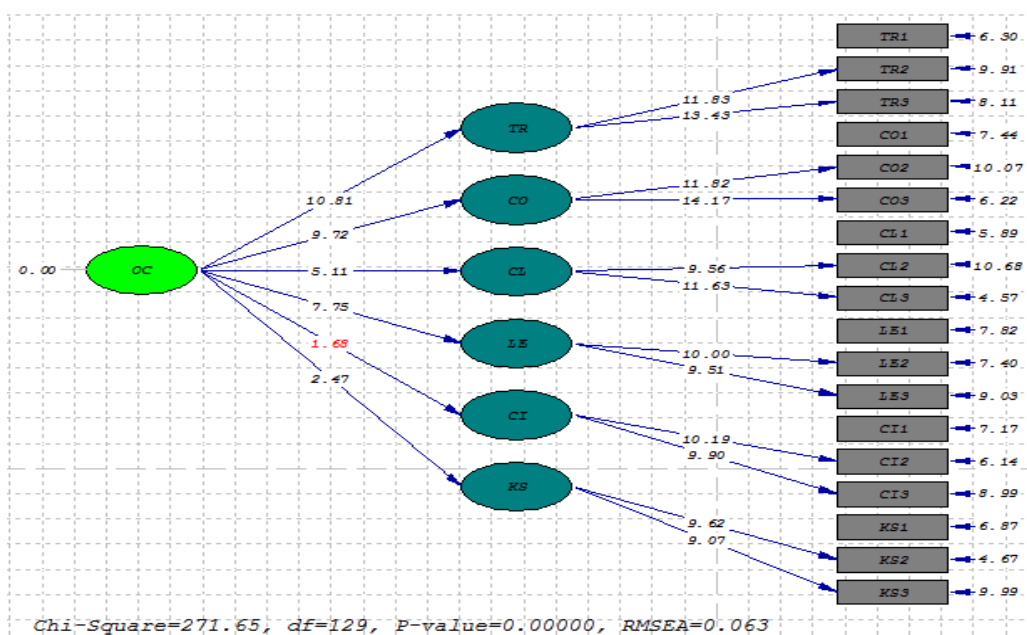 TR1 6.30
TR2 9.91
11.83
TR3 8.11
13.43
TR
CO1 7.44
CO2 10.07
11.82
CO3 6.22
14.17
CO
10.81
CL1 5.89
9.72
CL2 10.68
9.56
0.00 OC 5.11 CL
11.63
CL3 4.57
7.75
LE1 7.82
1.68 LE
10.00
LE2 7.40
9.51
2.47
LE3 9.03
CI
CI1 7.17
10.19
9.90
CI2 6.14
KS
CI3 8.99
9.62
KS1 6.87
9.07
KS2 4.67
KS3 9.99
Chi-Square=271.65, df=129, P-value=0.00000, RMSEA=0.063